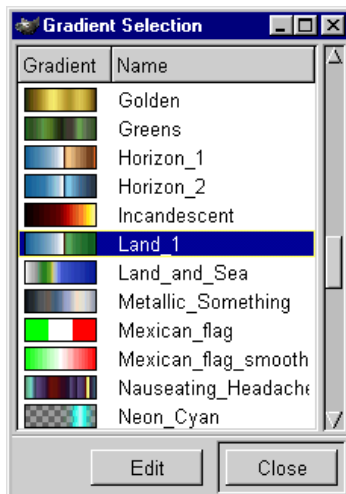 Gradient Selection
Gradient Name
Golden
Greens
Horizon_1
Horizon_2
Incandescent
Land_1
Land_and_Sea
Metallic_Something
Mexican_flag
Mexican_flag_smooth
Nauseating_Headache
Neon_Cyan
Edit Close